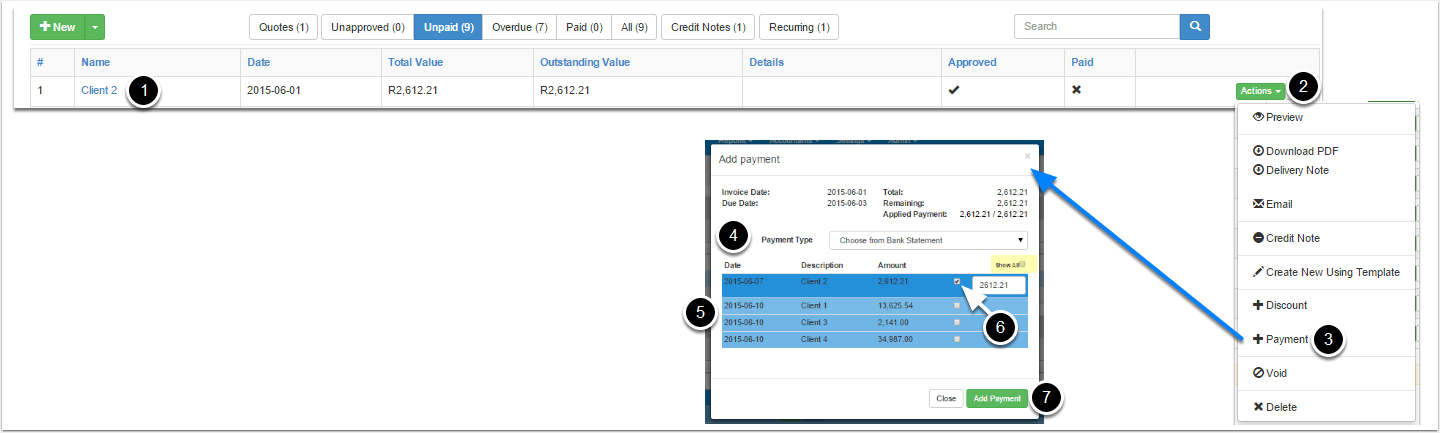 New Quotes (1) Unapproved (0) Unpaid (9) Overdue (7) Paid (0) All (9) Credit Notes (1) Recurring (1) Search
# Name Date Total Value Outstanding Value Details Approved Paid
1 Client 2 1 2015-06-01 R2,612.21 R2,612.21 Actions 2
Preview
Download PDF
Delivery Note
Email
Credit Note
Create New Using Template
Discount
Payment 3
Void
Delete
Reports Accountants Settings Admin
Add payment ×
Invoice Date: 2015-06-01 Total: 2,612.21
Due Date: 2015-06-03 Remaining: 2,612.21
Applied Payment: 2,612.21 / 2,612.21
4 Payment Type Choose from Bank Statement
Date Description Amount Show All
2015-06-07 Client 2 2,612.21 2612.21
5 2015-06-10 Client 1 13,625.54
6
2015-06-10 Client 3 2,141.00
2015-06-10 Client 4 34,987.00
Close Add Payment 7